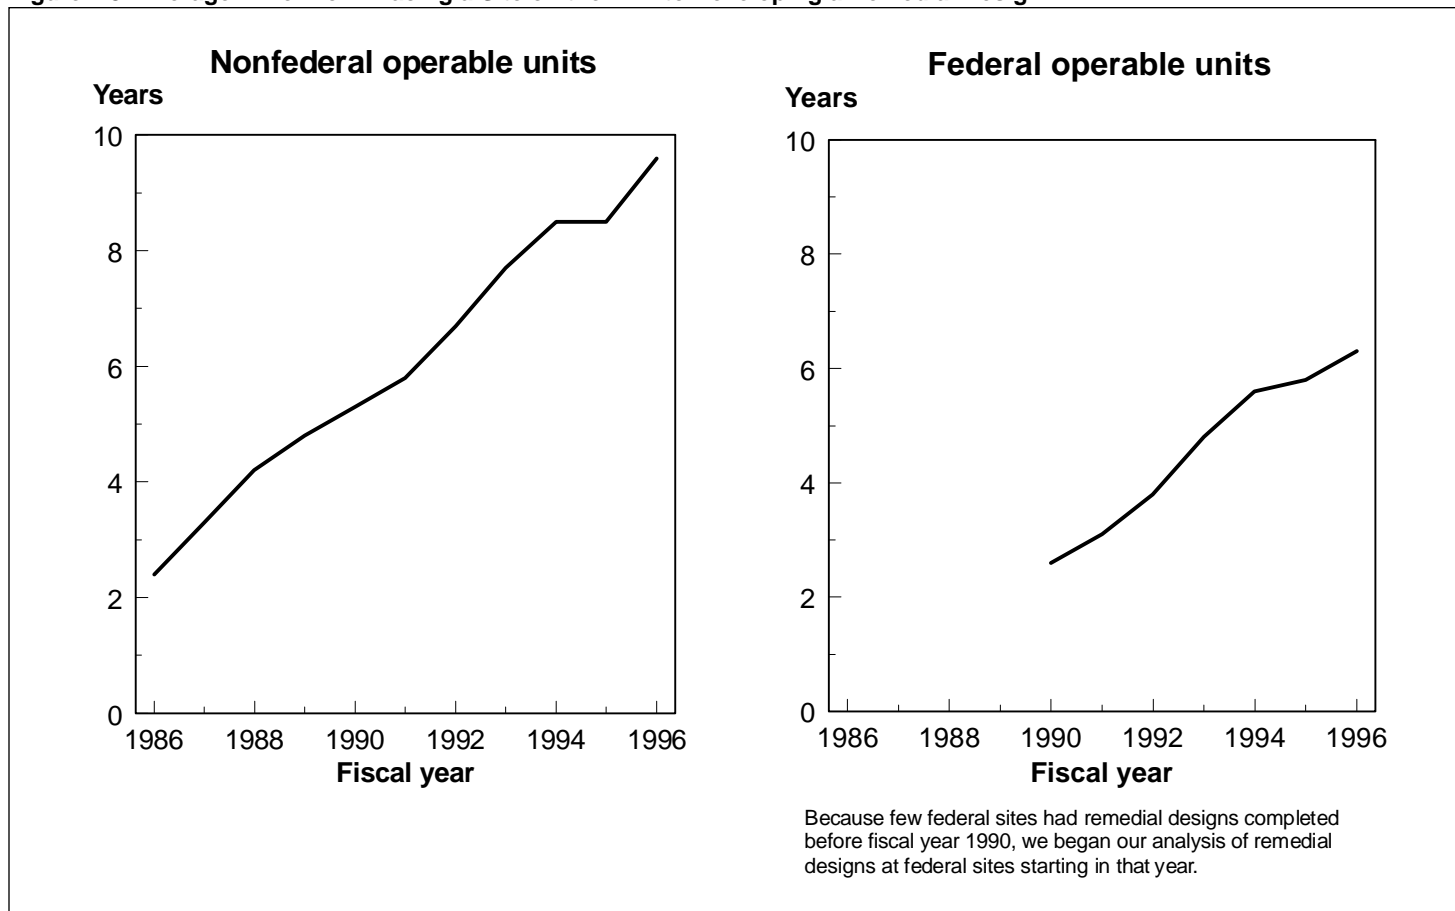 Nonfederal operable units
Years
10
8
6
4
2
0
1986 1988 1990 1992 1994 1996
Fiscal year
Federal operable units
Years
10
8
6
4
2
0
1986 1988 1990 1992 1994 1996
Fiscal year
Because few federal sites had remedial designs completed
before fiscal year 1990, we began our analysis of remedial
designs at federal sites starting in that year.